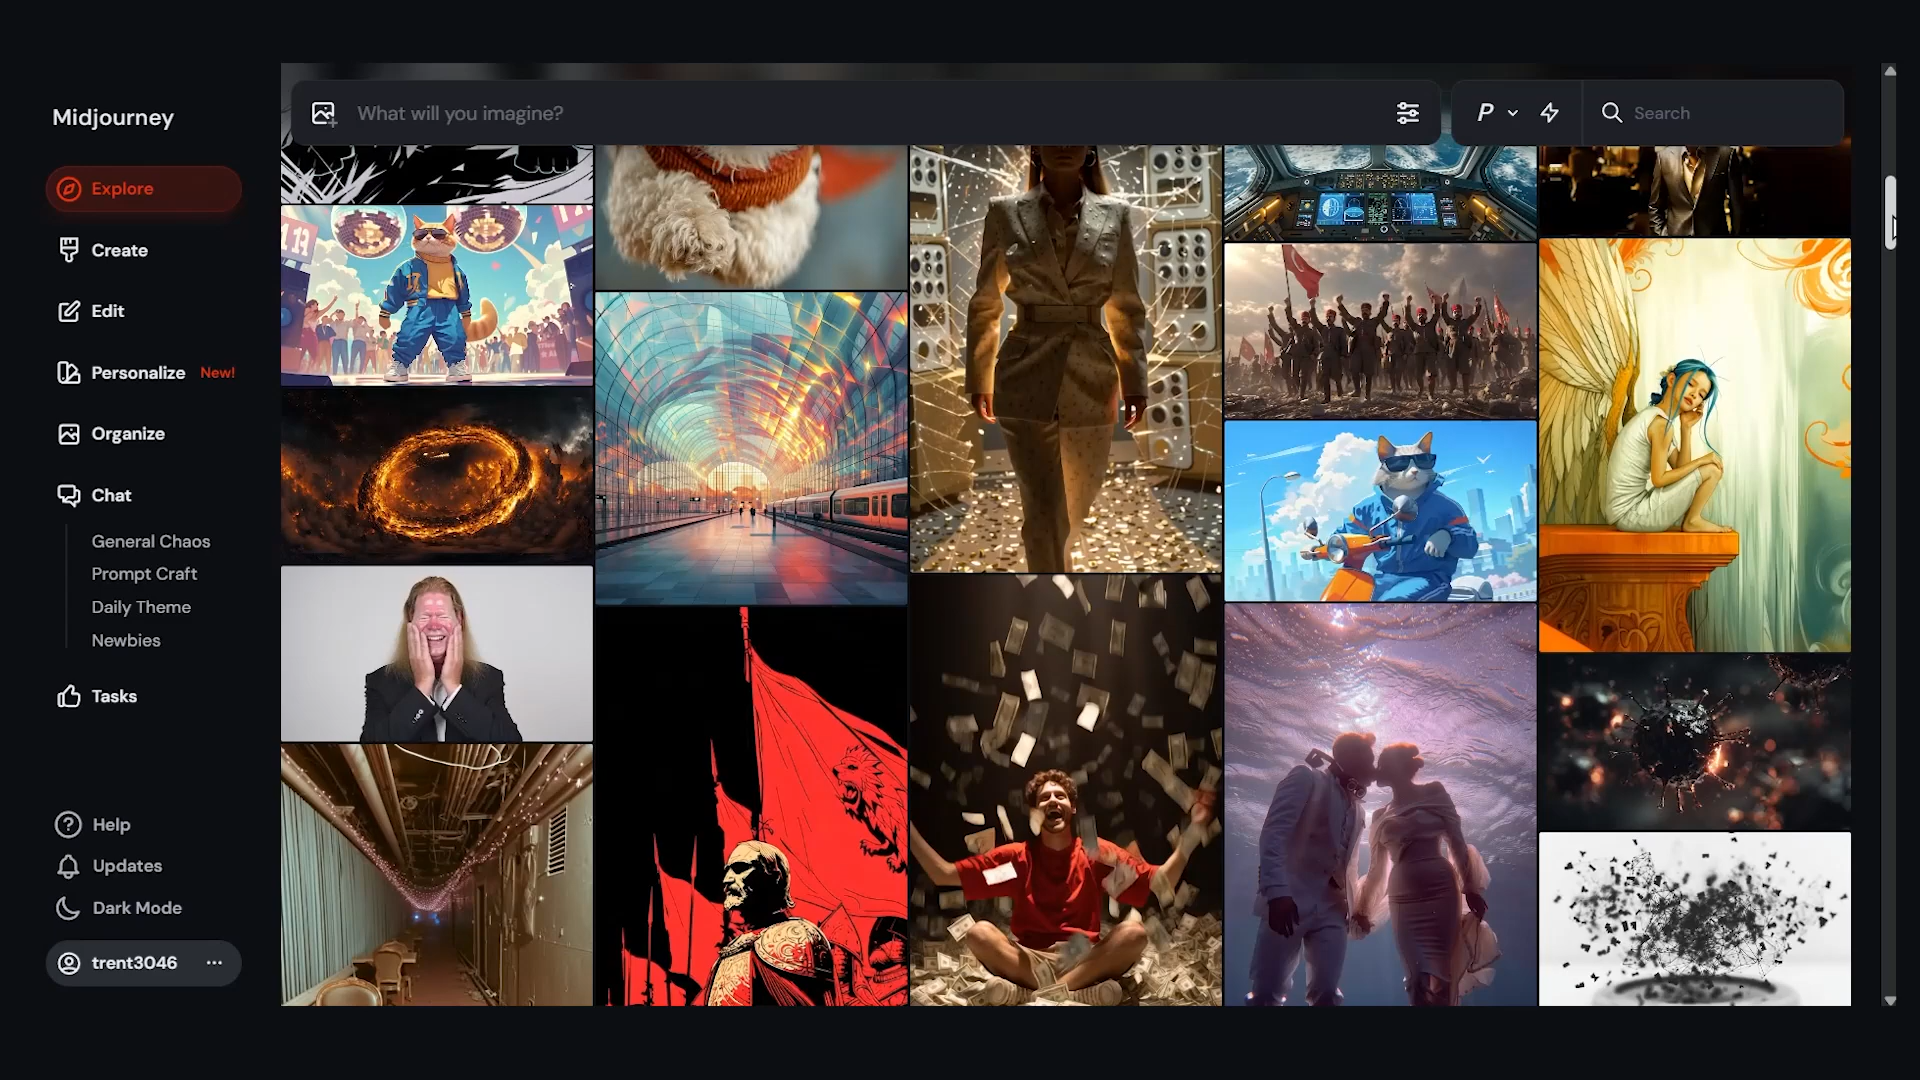 Midjourney
Explore
Create
Edit
Personalize New!
Organize
Chat
General Chaos
Prompt Craft
Daily Theme
Newbies
Tasks
Help
Updates
Dark Mode
trent3046 ...
What will you imagine?
P
Search